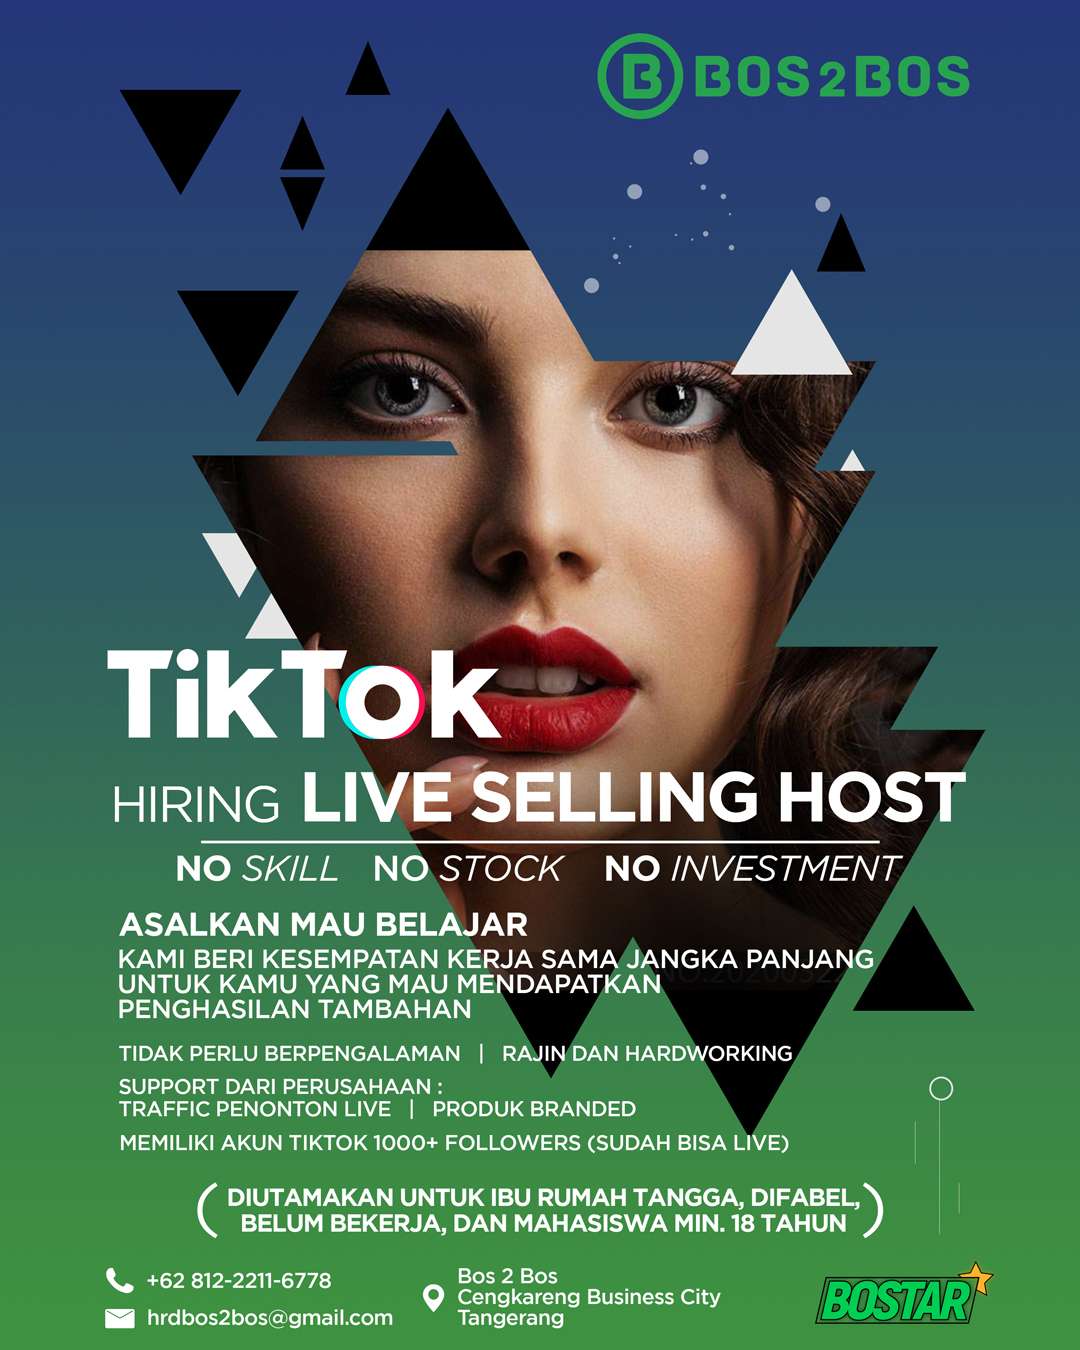 B BOS2BOS
TikTok
HIRING LIVE SELLING HOST
NO SKILL NO STOCK NO INVESTMENT
ASALKAN MAU BELAJAR
KAMI BERI KESEMPATAN KERJA SAMA JANGKA PANJANG
UNTUK KAMU YANG MAU MENDAPATKAN
PENGHASILAN TAMBAHAN
TIDAK PERLU BERPENGALAMAN | RAJIN DAN HARDWORKING
SUPPORT DARI PERUSAHAAN :
TRAFFIC PENONTON LIVE | PRODUK BRANDED
MEMILIKI AKUN TIKTOK 1000+ FOLLOWERS (SUDAH BISA LIVE)
(DIUTAMAKAN UNTUK IBU RUMAH TANGGA, DIFABEL,
BELUM BEKERJA, DAN MAHASISWA MIN. 18 TAHUN)
+62 812-2211-6778
hrdbos2bos@gmail.com
Bos 2 Bos
Cengkareng Business City
Tangerang
BOSTAR